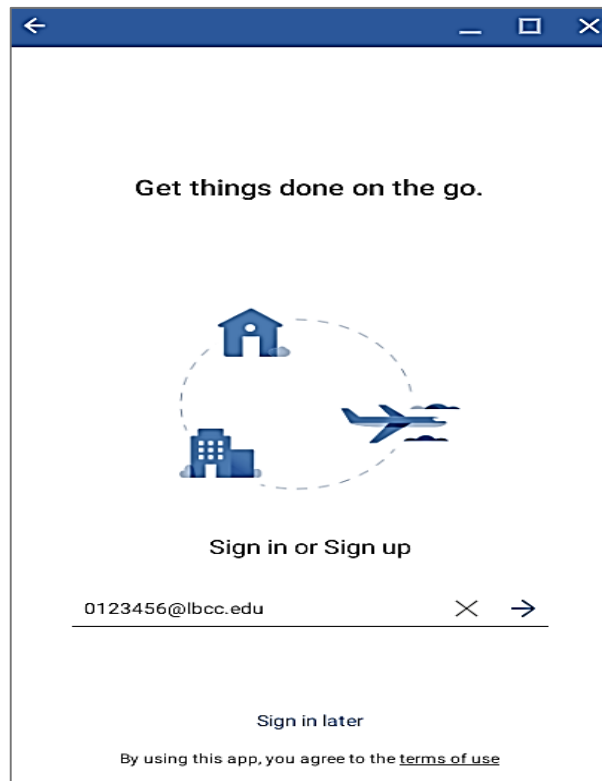 Get things done on the go.
Sign in or Sign up
0123456@lbcc.edu
Sign in later
By using this app, you agree to the terms of use